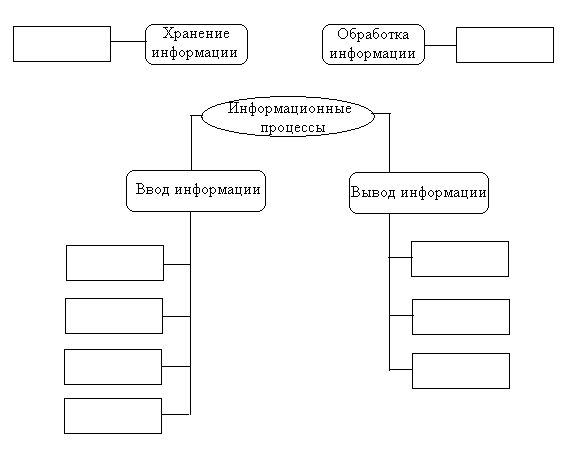 Хранение
информации
Обработка
информации
Информационные
процессы
Ввод информации
Вывод информации